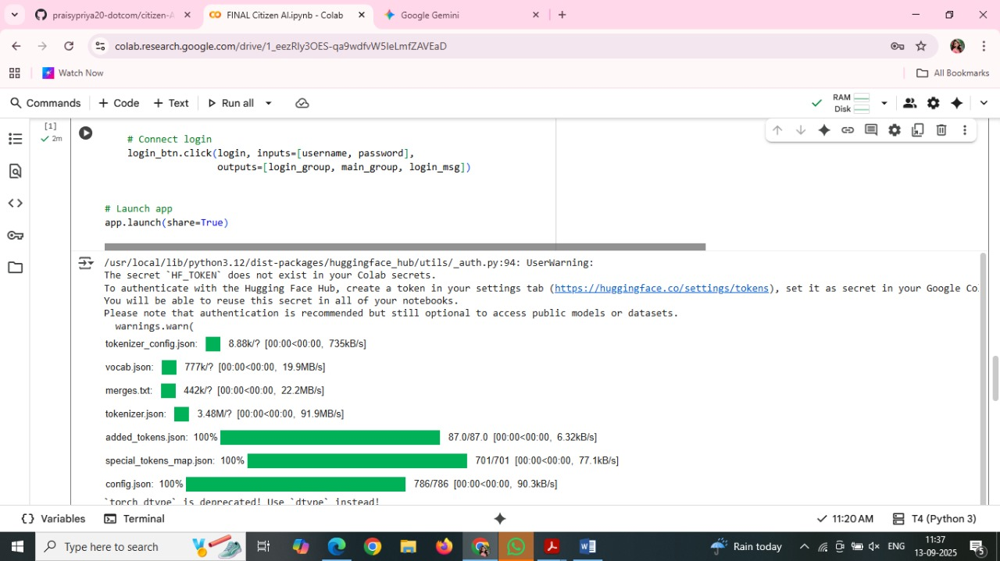 praisypriya20-dotcom/citizen-A
FINAL Citizen AI.ipynb - Colab
Google Gemini
colab.research.google.com/drive/1_eezRly3OES-qa9wdfvW5IeLmfZAVEaD
Watch Now
All Bookmarks
Commands
+ Code
+ Text
Run all
RAM
Disk
[1]
2m
# Connect login
login_btn.click(login, inputs=[username, password],
outputs=[login_group, main_group, login_msg])
# Launch app
app.launch(share=True)
/usr/local/lib/python3.12/dist-packages/huggingface_hub/utils/_auth.py:94: UserWarning:
The secret `HF_TOKEN` does not exist in your Colab secrets.
To authenticate with the Hugging Face Hub, create a token in your settings tab (https://huggingface.co/settings/tokens), set it as secret in your Google Co
You will be able to reuse this secret in all of your notebooks.
Please note that authentication is recommended but still optional to access public models or datasets.
warnings.warn(
tokenizer_config.json: 8.88k/? [00:00<00:00, 735kB/s]
vocab.json: 777k/? [00:00<00:00, 19.9MB/s]
merges.txt: 442k/? [00:00<00:00, 22.2MB/s]
tokenizer.json: 3.48M/? [00:00<00:00, 91.9MB/s]
added_tokens.json: 100% 87.0/87.0 [00:00<00:00, 6.32kB/s]
special_tokens_map.json: 100% 701/701 [00:00<00:00, 77.1kB/s]
config.json: 100% 786/786 [00:00<00:00, 90.3kB/s]
`torch_dtype` is deprecated! Use `dtype` instead!
Variables
Terminal
11:20 AM
T4 (Python 3)
Type here to search
Rain today
ENG
11:37
13-09-2025
5